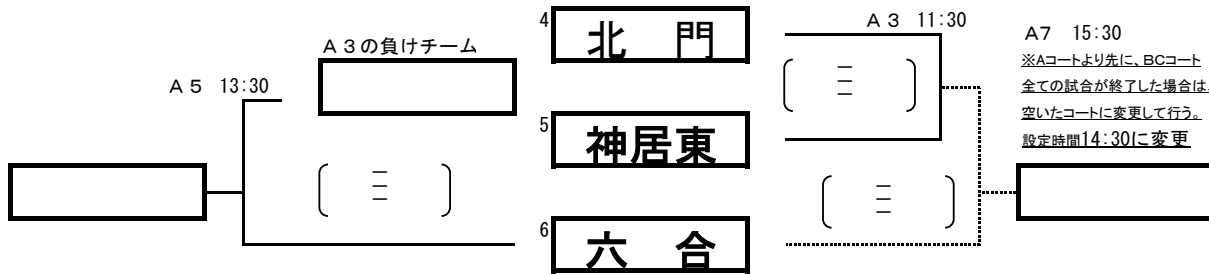 4
北　門
A３ 11:30
A7 15:30
※Aコートより先に、BCコート
全ての試合が終了した場合は、
空いたコートに変更して行う。
設定時間14:30に変更
A３の負けチーム
A５ 13:30
5
神居東
6
六　合